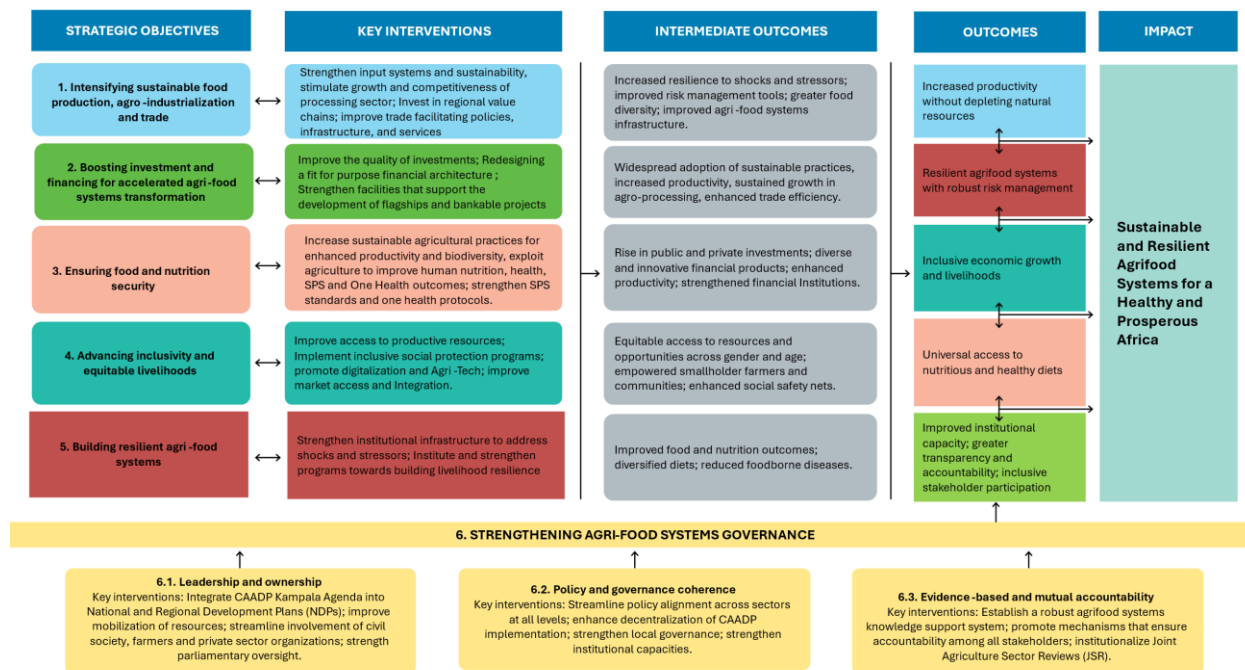 STRATEGIC OBJECTIVES
KEY INTERVENTIONS
INTERMEDIATE OUTCOMES
OUTCOMES
IMPACT
1. Intensifying sustainable food
production, agro -industrialization
and trade
Strengthen input systems and sustainability,
stimulate growth and competitiveness of
processing sector; Invest in regional value
chains; improve trade facilitating policies,
infrastructure, and services
Increased resilience to shocks and stressors;
improved risk management tools; greater food
diversity; improved agri -food systems
infrastructure.
Increased productivity
without depleting natural
resources
2. Boosting investment and
financing for accelerated agri-food
systems transformation
Improve the quality of investments; Redesigning
a fit for purpose financial architecture ;
Strengthen facilities that support the
development of flagships and bankable projects
Widespread adoption of sustainable practices,
increased productivity, sustained growth in
agro-processing, enhanced trade efficiency.
Resilient agrifood systems
with robust risk management
3. Ensuring food and nutrition
security
Increase sustainable agricultural practices for
enhanced productivity and biodiversity, exploit
agriculture to improve human nutrition, health,
SPS and One Health outcomes; strengthen SPS
standards and one health protocols.
Rise in public and private investments; diverse
and innovative financial products; enhanced
productivity; strengthened financial Institutions.
Inclusive economic growth
and livelihoods
Sustainable
and Resilient
Agrifood
Systems for a
Healthy and
Prosperous
Africa
4. Advancing inclusivity and
equitable livelihoods
Improve access to productive resources;
Implement inclusive social protection programs;
promote digitalization and Agri -Tech; improve
market access and Integration.
Equitable access to resources and
opportunities across gender and age;
empowered smallholder farmers and
communities; enhanced social safety nets.
Universal access to
nutritious and healthy diets
5. Building resilient agri -food
systems
Strengthen institutional infrastructure to address
shocks and stressors; Institute and strengthen
programs towards building livelihood resilience
Improved food and nutrition outcomes;
diversified diets; reduced foodborne diseases.
Improved institutional
capacity; greater
transparency and
accountability; inclusive
stakeholder participation
6. STRENGTHENING AGRI-FOOD SYSTEMS GOVERNANCE
6.1. Leadership and ownership
Key interventions: Integrate CAADP Kampala Agenda into
National and Regional Development Plans (NDPs); improve
mobilization of resources; streamline involvement of civil
society, farmers and private sector organizations; strength
parliamentary oversight.
6.2. Policy and governance coherence
Key interventions: Streamline policy alignment across sectors
at all levels; enhance decentralization of CAADP
implementation; strengthen local governance; strengthen
institutional capacities.
6.3. Evidence-based and mutual accountability
Key interventions: Establish a robust agrifood systems
knowledge support system; promote mechanisms that ensure
accountability among all stakeholders; institutionalize Joint
Agriculture Sector Reviews (JSR).